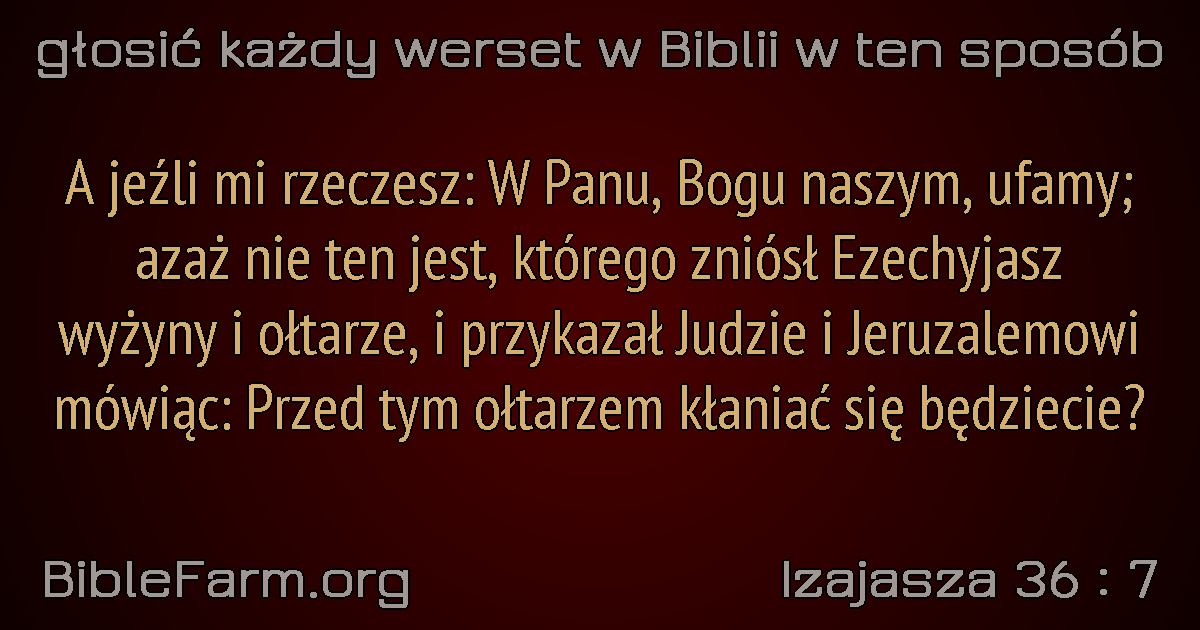 głosić każdy werset w Biblii w ten sposób
A jeźli mi rzeczesz: W Panu, Bogu naszym, ufamy;
azaż nie ten jest, którego zniósł Ezechyjasz
wyżyny i ołtarze, i przykazał Judzie i Jeruzalemowi
mówiąc: Przed tym ołtarzem kłaniać się będziecie?
BibleFarm.org
Izajasza 36 : 7